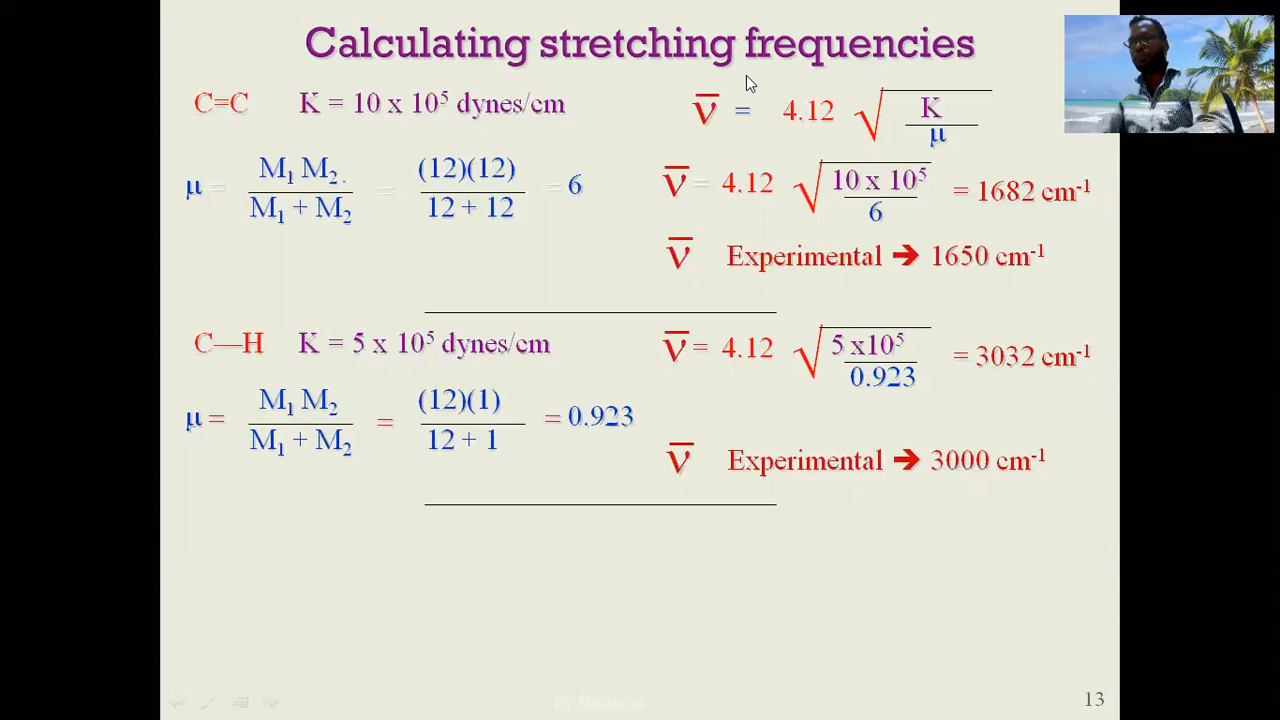 Calculating stretching frequencies
C=C K = 10 x 10⁵ dynes/cm
ν̅ = 4.12 √ K / μ
μ = M₁ M₂ / M₁ + M₂ = (12)(12) / 12 + 12 = 6
ν̅ = 4.12 √ 10 x 10⁵ / 6 = 1682 cm⁻¹
ν̅ Experimental ➔ 1650 cm⁻¹
C—H K = 5 x 10⁵ dynes/cm
ν̅ = 4.12 √ 5 x10⁵ / 0.923 = 3032 cm⁻¹
μ = M₁ M₂ / M₁ + M₂ = (12)(1) / 12 + 1 = 0.923
ν̅ Experimental ➔ 3000 cm⁻¹
13